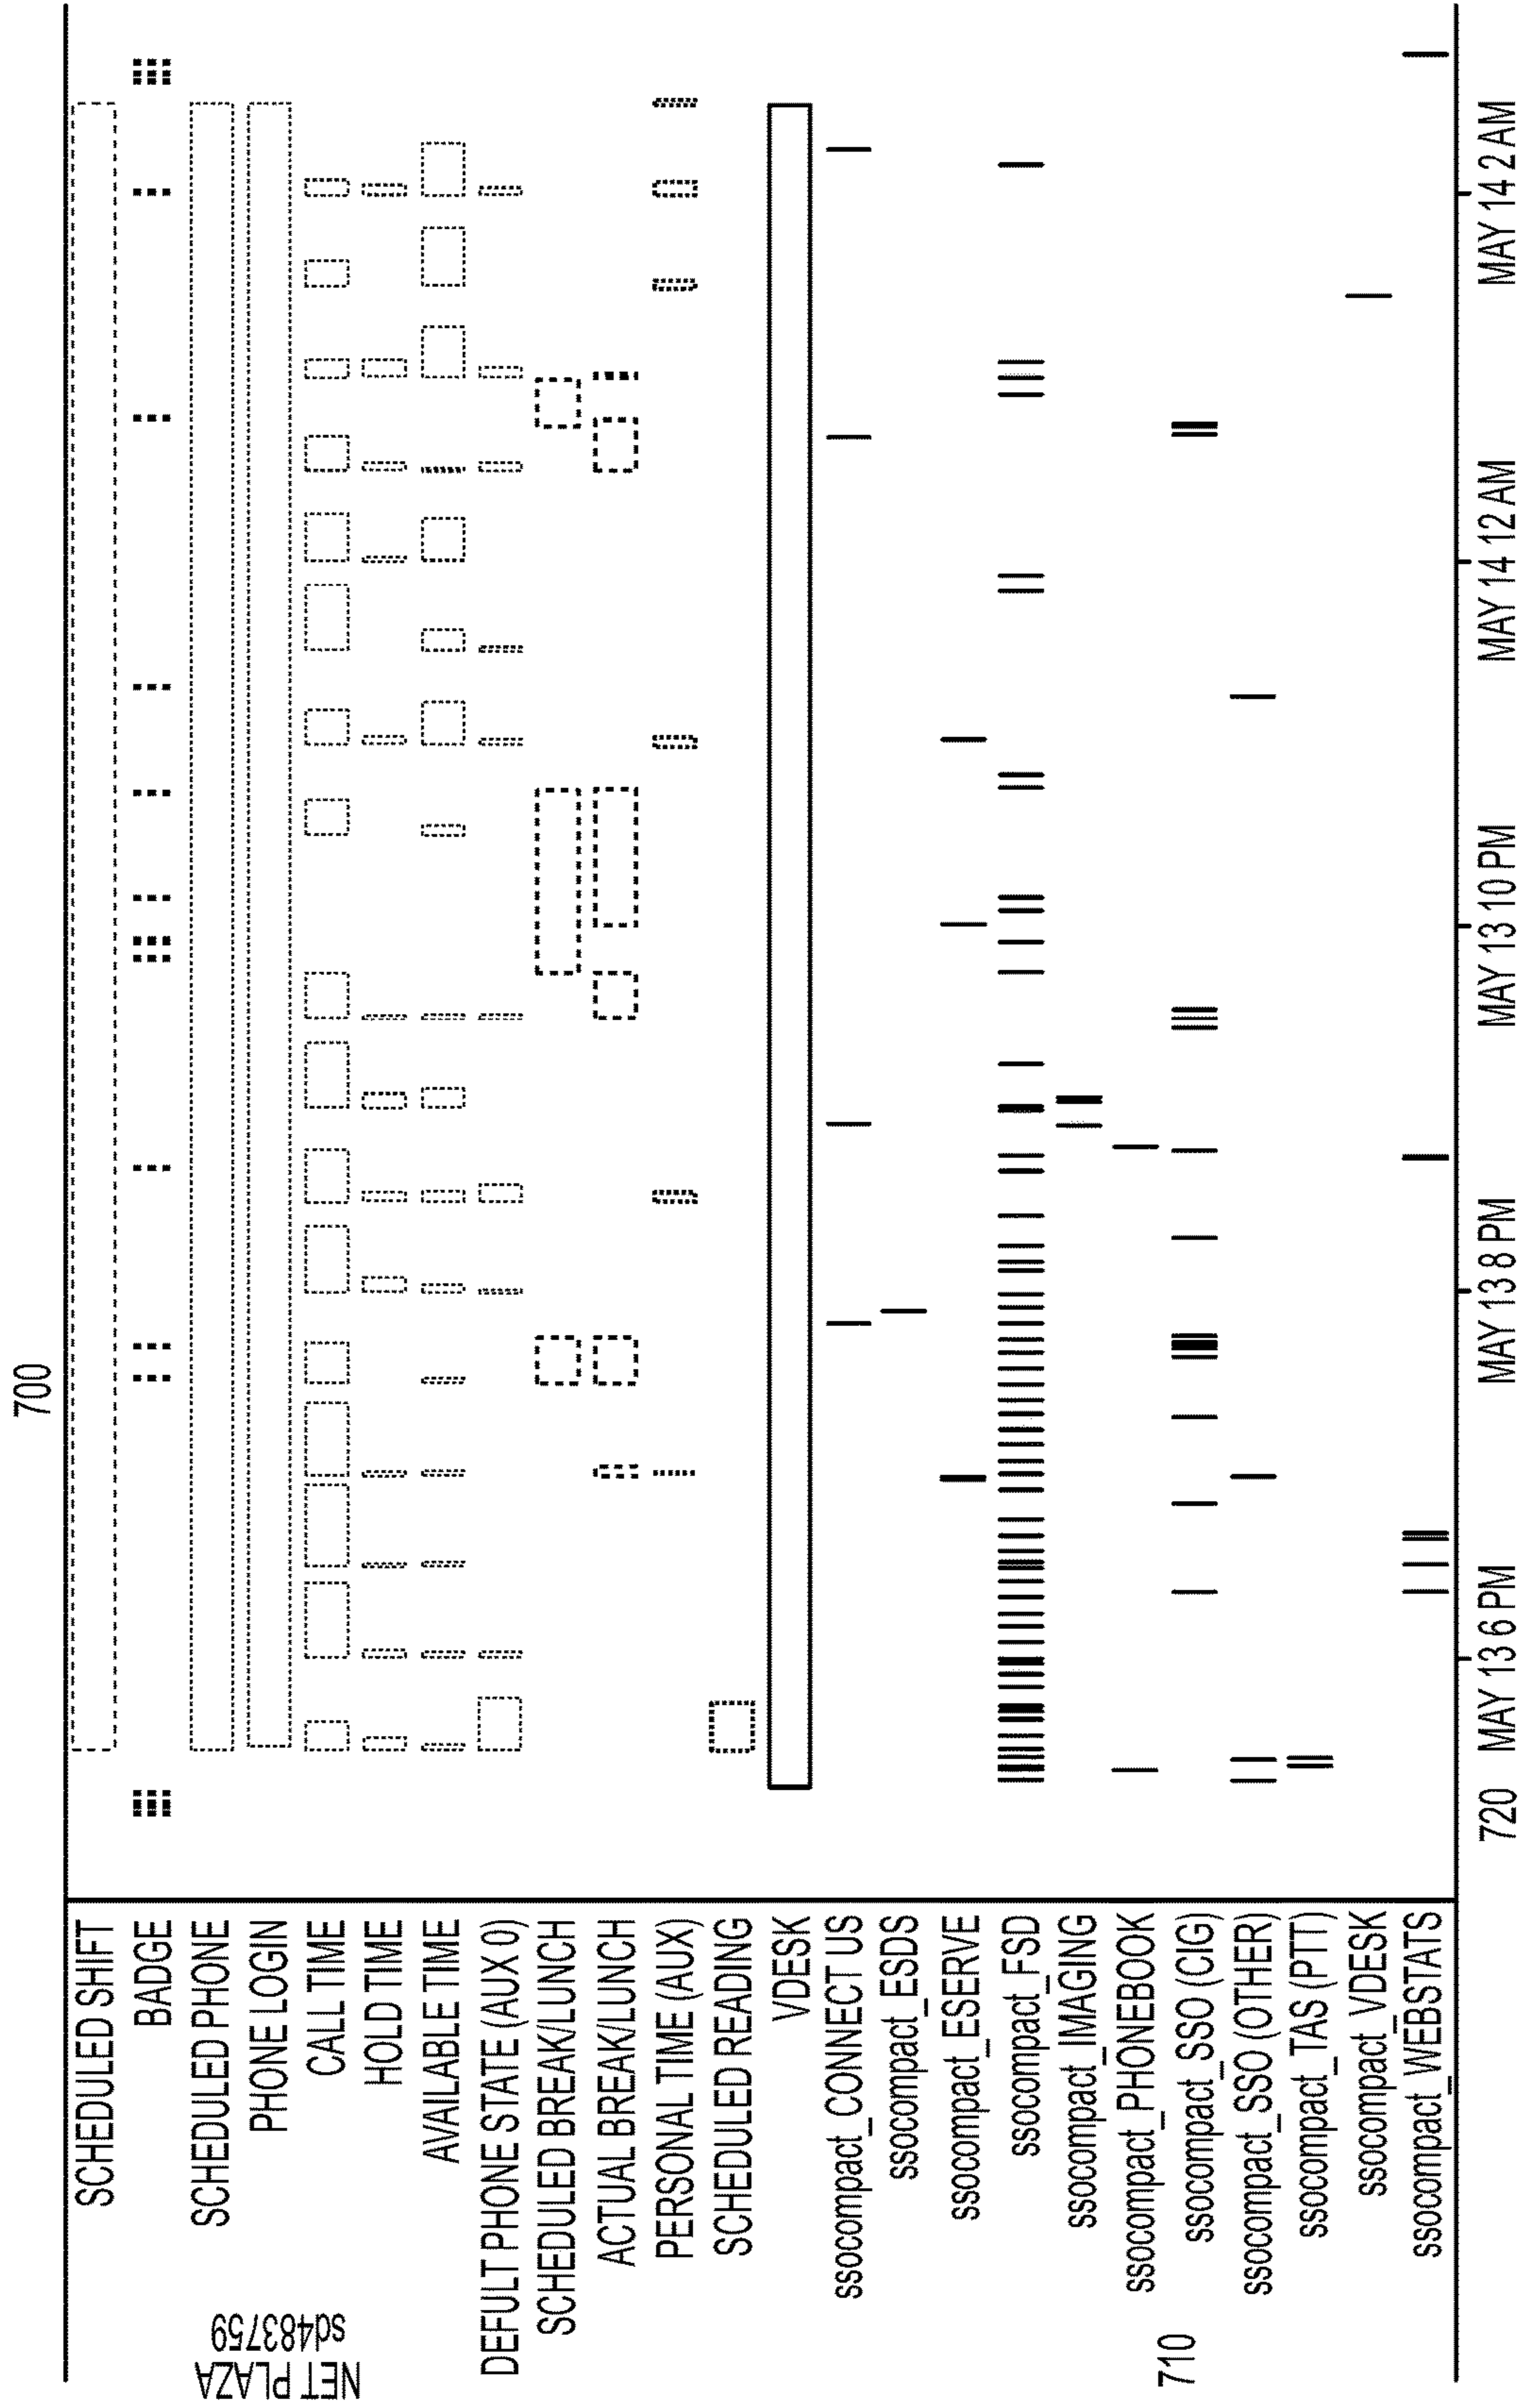 700
NET PLAZA
sd483759
SCHEDULED SHIFT
BADGE
SCHEDULED PHONE
PHONE LOGIN
CALL TIME
HOLD TIME
AVAILABLE TIME
DEFULT PHONE STATE (AUX 0)
SCHEDULED BREAK/LUNCH
ACTUAL BREAK/LUNCH
PERSONAL TIME (AUX)
SCHEDULED READING
VDESK
ssocompact_CONNECT US
ssocompact_ESDS
ssocompact_ESERVE
ssocompact_FSD
ssocompact_IMAGING
ssocompact_PHONEBOOK
710
ssocompact_SSO (CIG)
ssocompact_SSO (OTHER)
ssocompact_TAS (PTT)
ssocompact_VDESK
ssocompact_WEBSTATS
720
MAY 13 6 PM
MAY 13 8 PM
MAY 13 10 PM
MAY 14 12 AM
MAY 14 2 AM